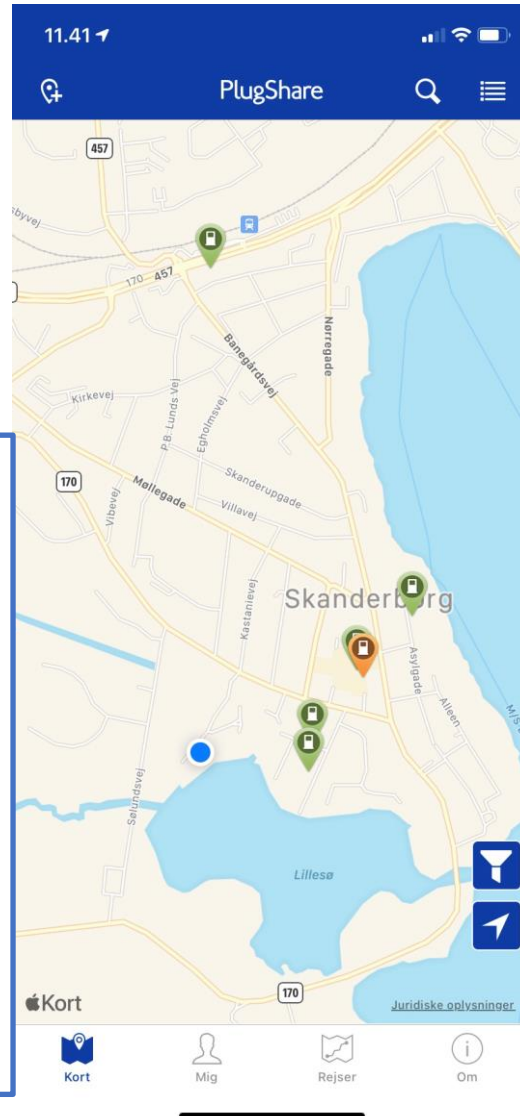 11.41
PlugShare
457
sbyvej
170
457
Nørregade
Banegårdsvej
Kirkevej
P.B. Lunds Vej
Egholmsvej
170
Møllegade
Skanderupgade
Vibevej
Villavej
Kastanievej
Skanderborg
Asylgade
Alleen
M/S
Sølundsvej
Lillesø
Kort
170
Juridiske oplysninger
Kort
Mig
Rejser
Om